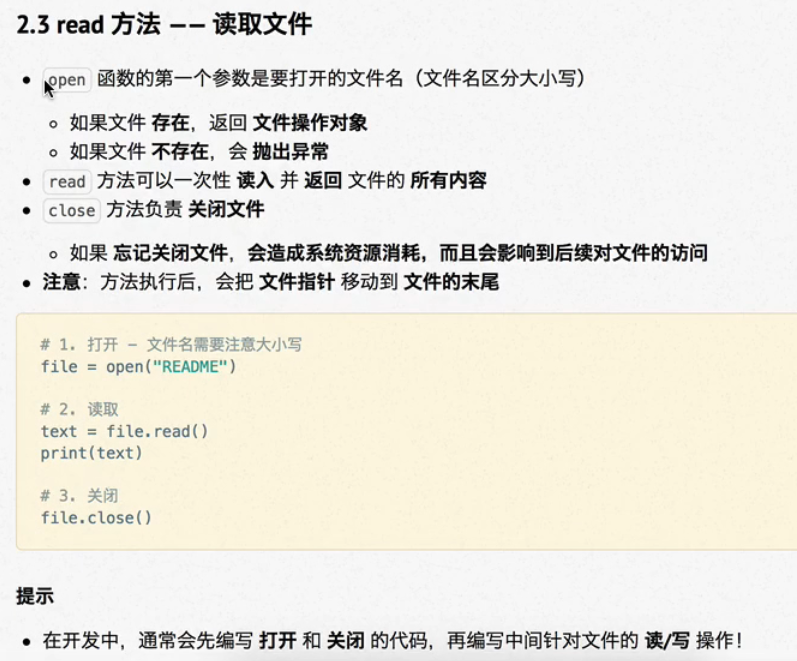 2.3 read 方法 —— 读取文件
open 函数的第一个参数是要打开的文件名（文件名区分大小写）
如果文件 存在，返回 文件操作对象
如果文件 不存在，会 抛出异常
read 方法可以一次性 读入 并 返回 文件的 所有内容
close 方法负责 关闭文件
如果 忘记关闭文件，会造成系统资源消耗，而且会影响到后续对文件的访问
注意：方法执行后，会把 文件指针 移动到 文件的末尾
# 1. 打开 - 文件名需要注意大小写
file = open("README")
# 2. 读取
text = file.read()
print(text)
# 3. 关闭
file.close()
提示
在开发中，通常会先编写 打开 和 关闭 的代码，再编写中间针对文件的 读/写 操作！